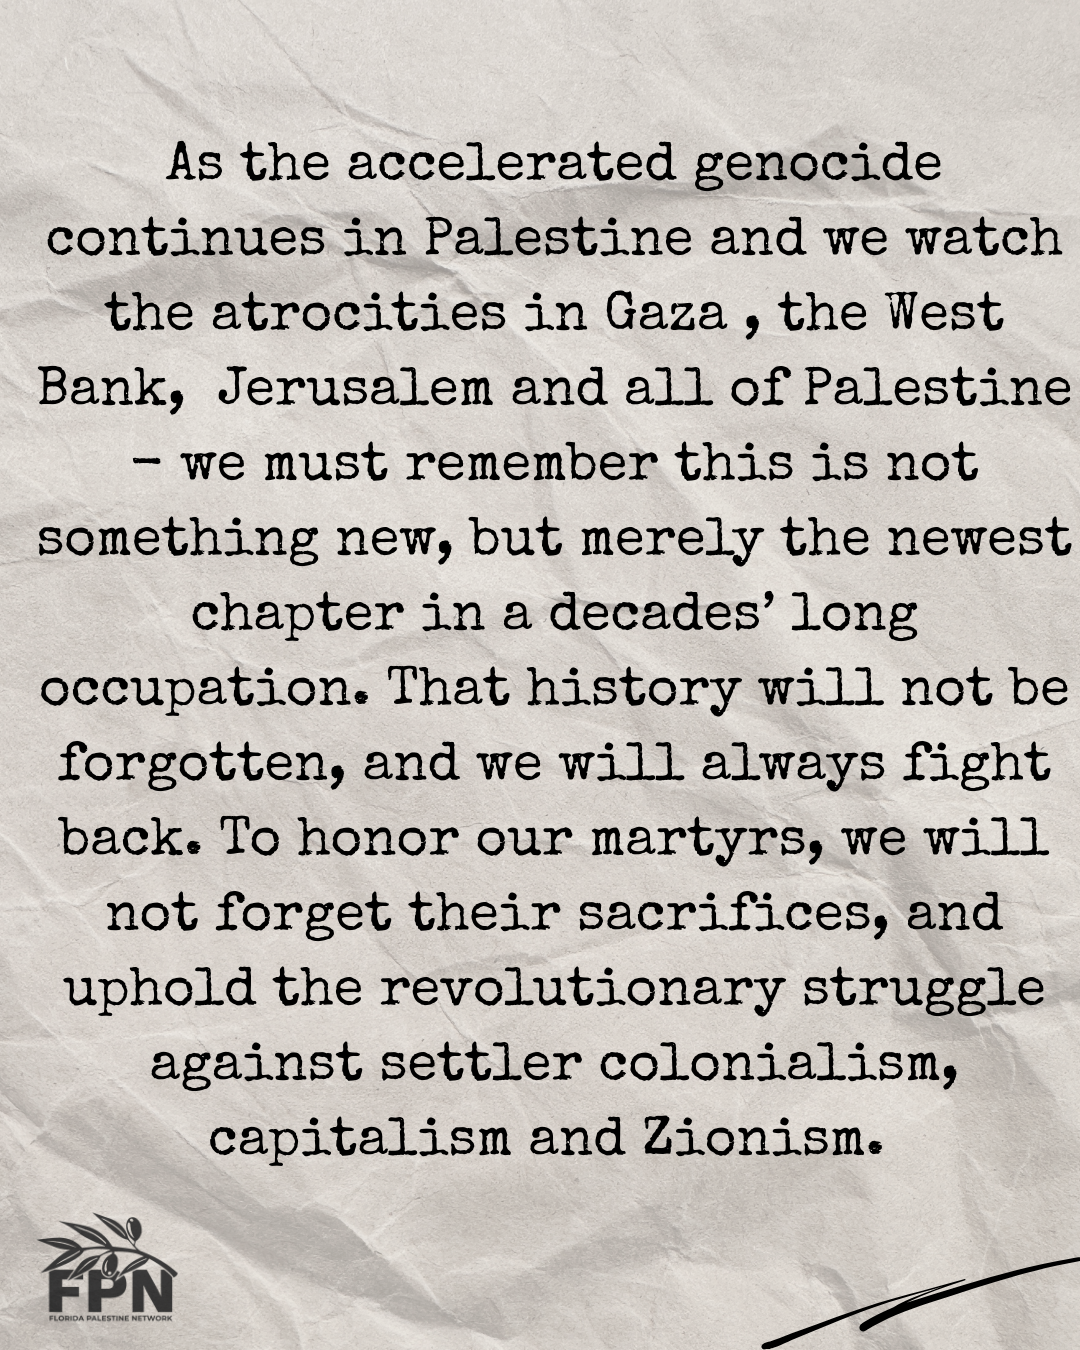 As the accelerated genocide
continues in Palestine and we watch
the atrocities in Gaza , the West
Bank,  Jerusalem and all of Palestine
- we must remember this is not
something new, but merely the newest
chapter in a decades’ long
occupation. That history will not be
forgotten, and we will always fight
back. To honor our martyrs, we will
not forget their sacrifices, and
uphold the revolutionary struggle
against settler colonialism,
capitalism and Zionism.
FPN
FLORIDA PALESTINE NETWORK